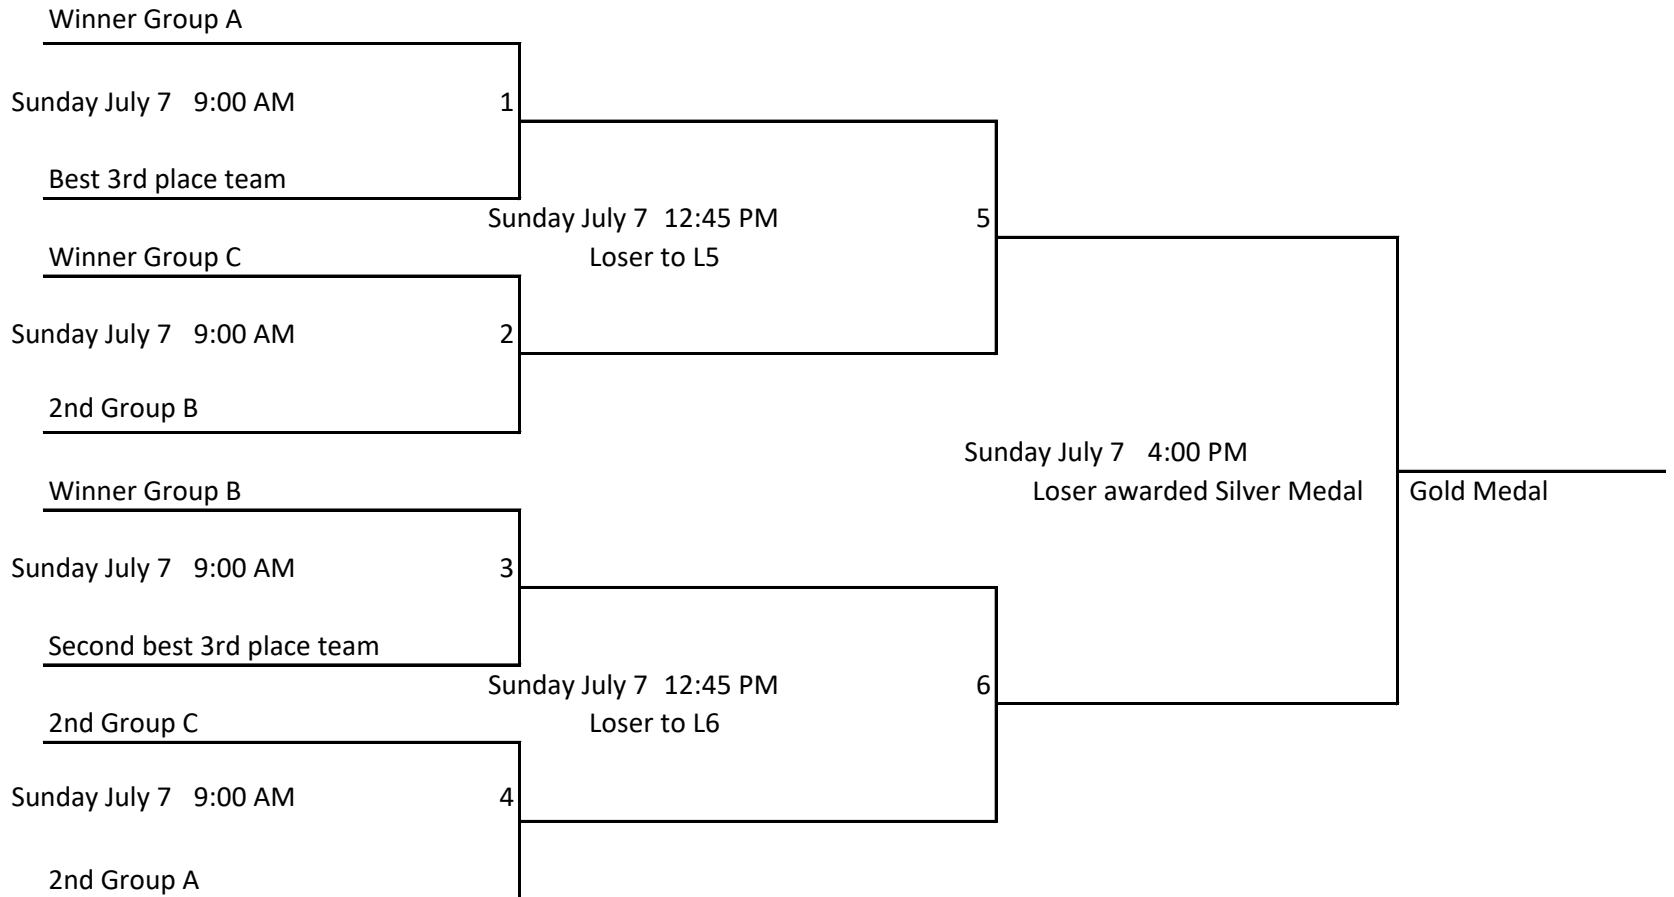 Winner Group A
Sunday July 7 9:00 AM 1
Best 3rd place team
Sunday July 7 12:45 PM 5
Winner Group C
Loser to L5
Sunday July 7 9:00 AM 2
2nd Group B
Sunday July 7 4:00 PM
Winner Group B
Loser awarded Silver Medal
Gold Medal
Sunday July 7 9:00 AM 3
Second best 3rd place team
Sunday July 7 12:45 PM 6
2nd Group C
Loser to L6
Sunday July 7 9:00 AM 4
2nd Group A